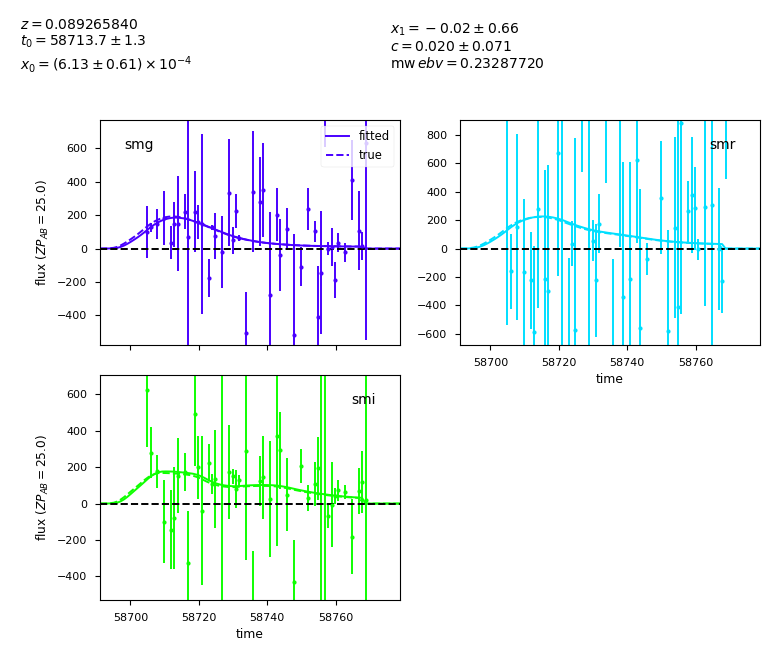 z = 0.089265840
t₀ = 58713.7 ± 1.3
x₀ = (6.13 ± 0.61) × 10⁻⁴
x₁ = −0.02 ± 0.66
c = 0.020 ± 0.071
mw ebv = 0.23287720
smg
fitted
true
600
400
200
0
−200
−400
flux (ZP_AB = 25.0)
smr
800
600
400
200
0
−200
−400
−600
58700 58720 58740 58760
time
smi
600
400
200
0
−200
−400
flux (ZP_AB = 25.0)
58700 58720 58740 58760
time